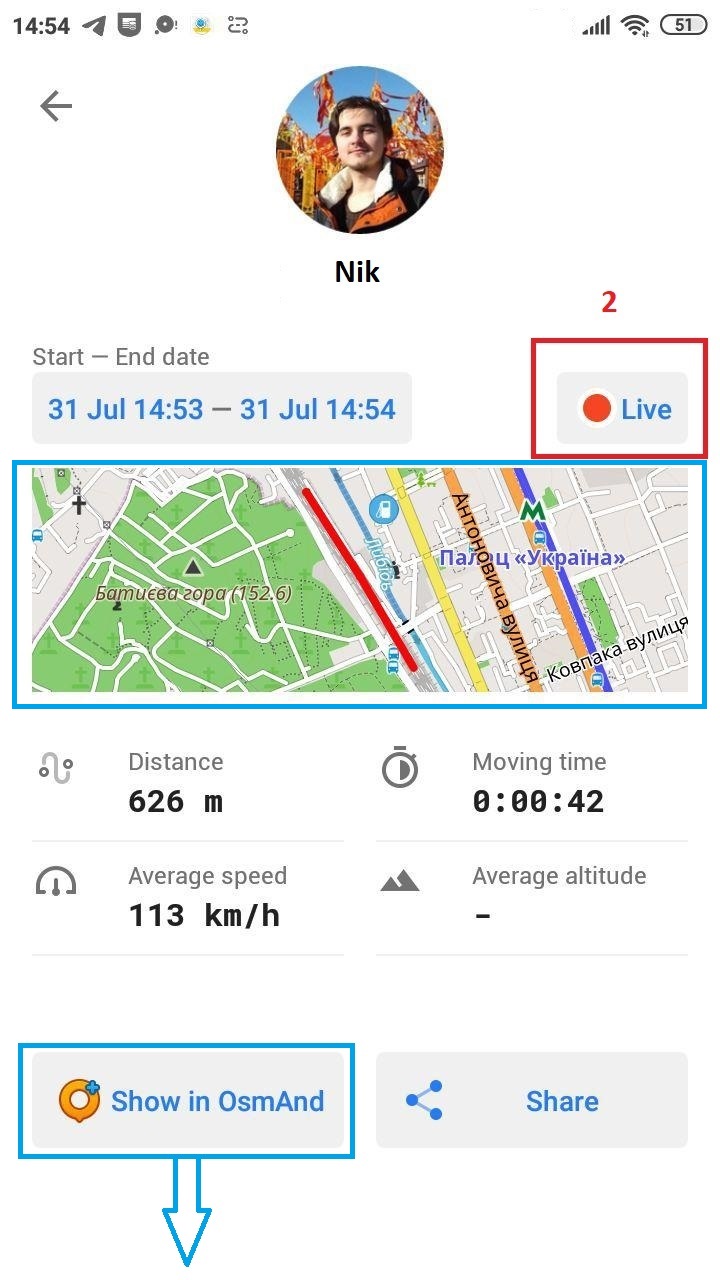 14:54
51
Nik
2
Start — End date
31 Jul 14:53 — 31 Jul 14:54
Live
Либідь
Антоновича вулиця
Палац «Україна»
Батиєва гора (152.6)
Ковпака вулиця
Distance
626 m
Moving time
0:00:42
Average speed
113 km/h
Average altitude
-
Show in OsmAnd
Share